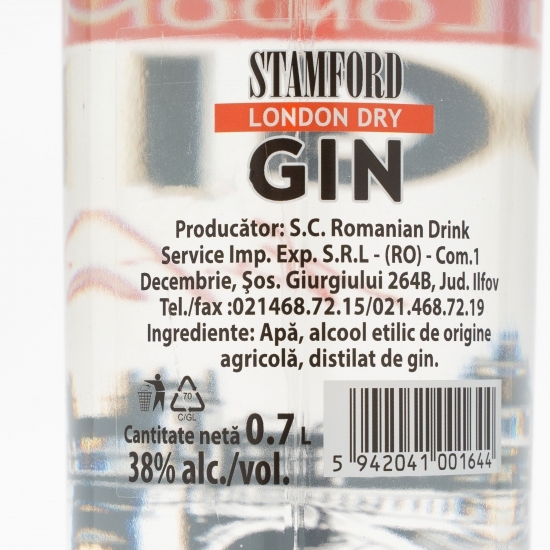 STAMFORD
LONDON DRY
GIN
Producător: S.C. Romanian Drink
Service Imp. Exp. S.R.L - (RO) - Com.1
Decembrie, Şos. Giurgiului 264B, Jud. Ilfov
Tel./fax :021468.72.15/021.468.72.19
Ingrediente: Apă, alcool etilic de origine
agricolă, distilat de gin.
70
C/GL
Cantitate netă 0.7 L
38% alc./vol.
5 942041 001644